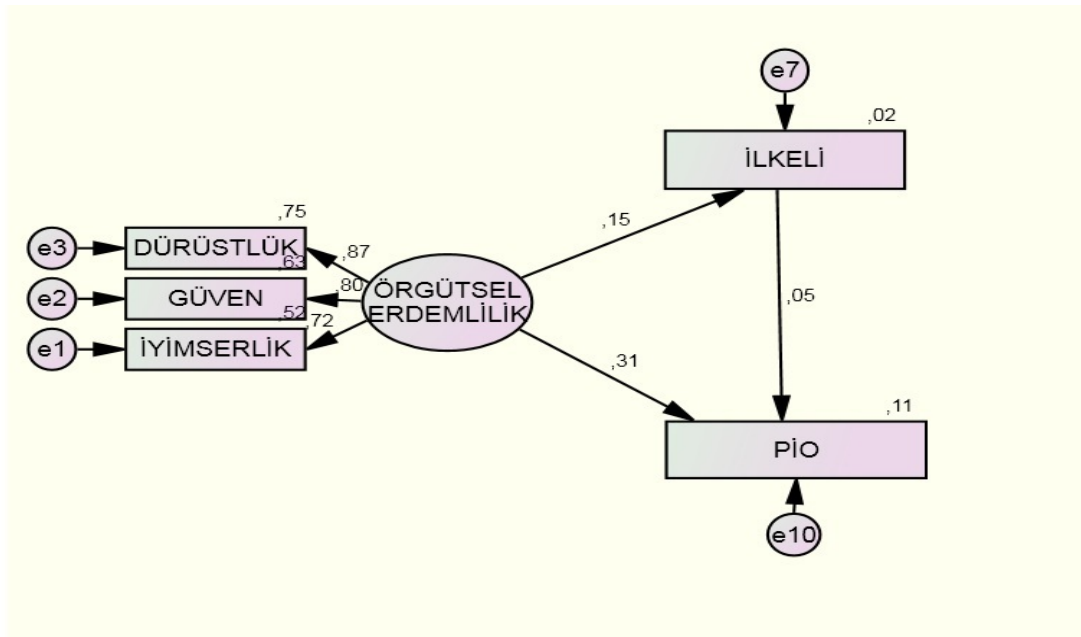 e7
,02
İLKELİ
,15
,75
e3
DÜRÜSTLÜK
,87
,63
e2
GÜVEN
,80
ÖRGÜTSEL
ERDEMLİLİK
,52
,72
e1
İYİMSERLİK
,05
,31
,11
PİO
e10